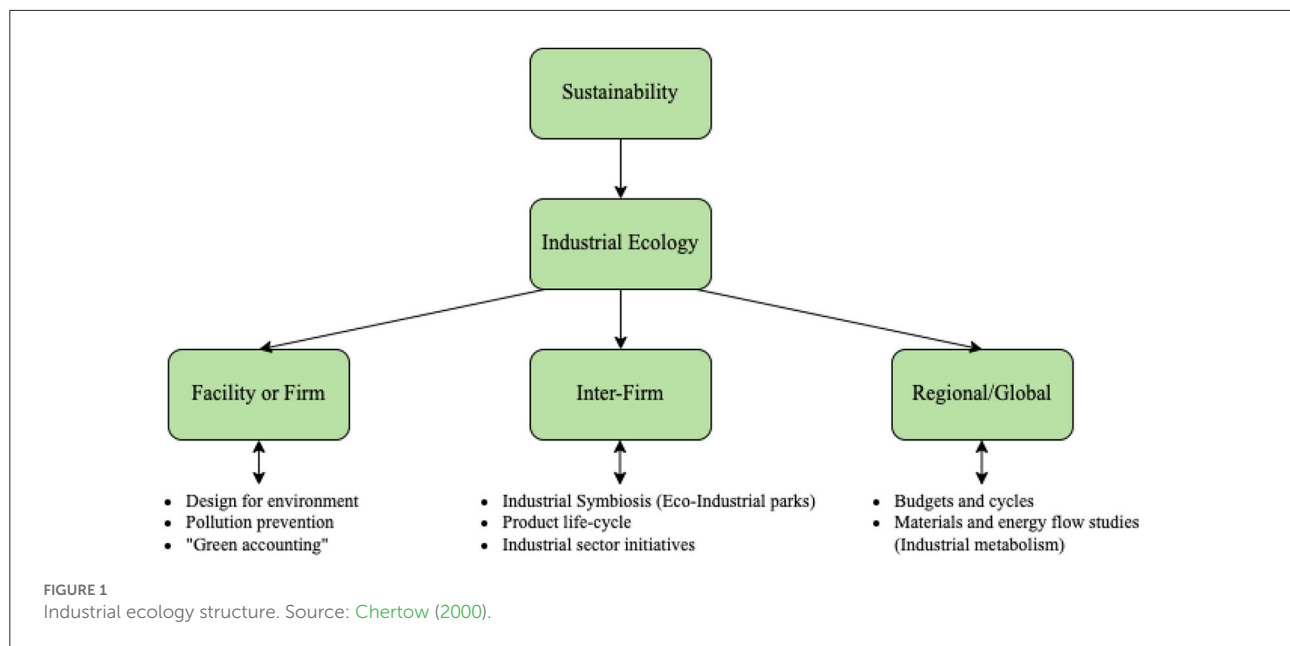 Sustainability
Industrial Ecology
Facility or Firm
Inter-Firm
Regional/Global
• Design for environment
• Pollution prevention
• "Green accounting"
• Industrial Symbiosis (Eco-Industrial parks)
• Product life-cycle
• Industrial sector initiatives
• Budgets and cycles
• Materials and energy flow studies
(Industrial metabolism)
FIGURE 1
Industrial ecology structure. Source: Chertow (2000).